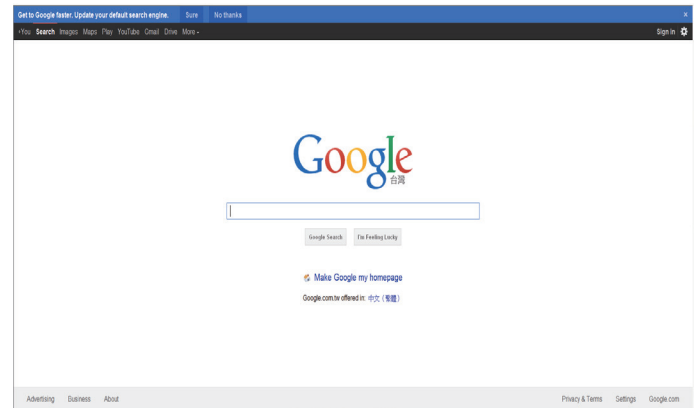 Get to Google faster. Update your default search engine. Sure No thanks x
+You Search Images Maps Play YouTube Gmail Drive More Sign in
Google
台灣
Google Search I'm Feeling Lucky
Make Google my homepage
Google.com.tw offered in: 中文 (繁體)
Advertising Business About Privacy & Terms Settings Google.com